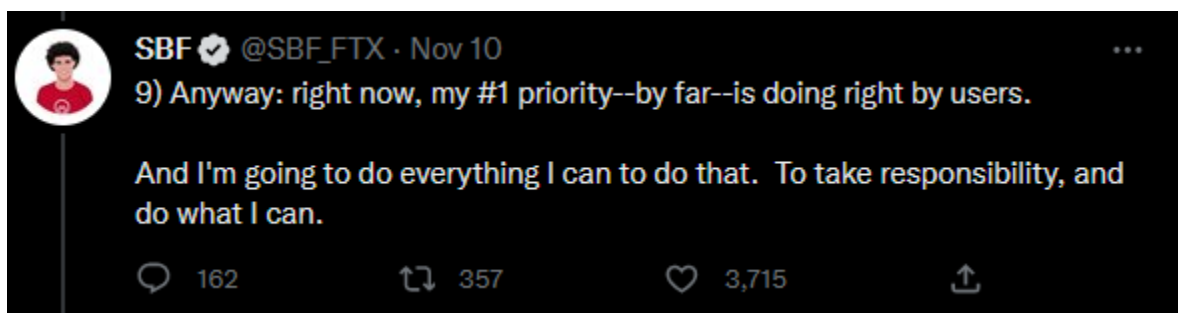 SBF @SBF_FTX · Nov 10
9) Anyway: right now, my #1 priority--by far--is doing right by users.
And I'm going to do everything I can to do that.  To take responsibility, and
do what I can.
162 357 3,715